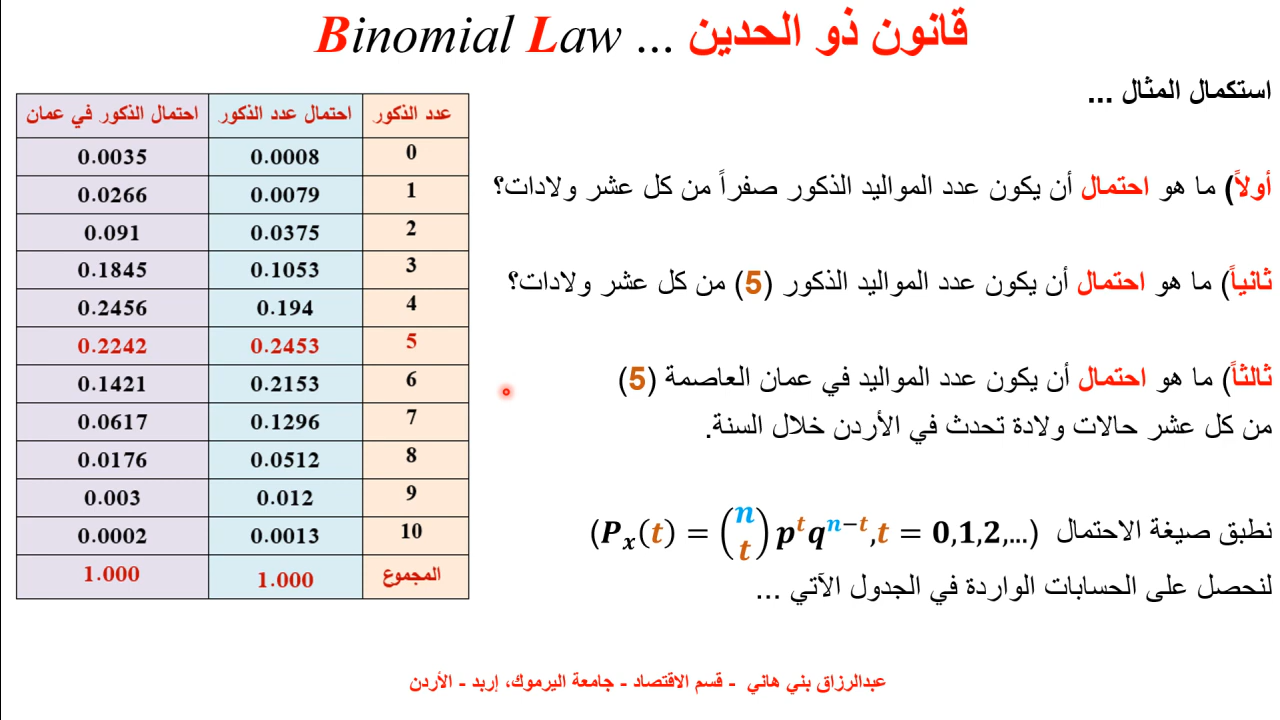 قانون ذو الحدين ... Binomial Law
استكمال المثال ...
أولاً) ما هو احتمال أن يكون عدد المواليد الذكور صفراً من كل عشر ولادات؟
ثانياً) ما هو احتمال أن يكون عدد المواليد الذكور (5) من كل عشر ولادات؟
ثالثاً) ما هو احتمال أن يكون عدد المواليد في عمان العاصمة (5)
من كل عشر حالات ولادة تحدث في الأردن خلال السنة.
نطبق صيغة الاحتمال (Pₓ(t) = (n t) pᵗqⁿ⁻ᵗ, t = 0,1,2,...)
لنحصل على الحسابات الواردة في الجدول الآتي ...
عدد الذكور احتمال عدد الذكور احتمال الذكور في عمان
0 0.0008 0.0035
1 0.0079 0.0266
2 0.0375 0.091
3 0.1053 0.1845
4 0.194 0.2456
5 0.2453 0.2242
6 0.2153 0.1421
7 0.1296 0.0617
8 0.0512 0.0176
9 0.012 0.003
10 0.0013 0.0002
المجموع 1.000 1.000
عبدالرزاق بني هاني - قسم الاقتصاد - جامعة اليرموك، إربد - الأردن